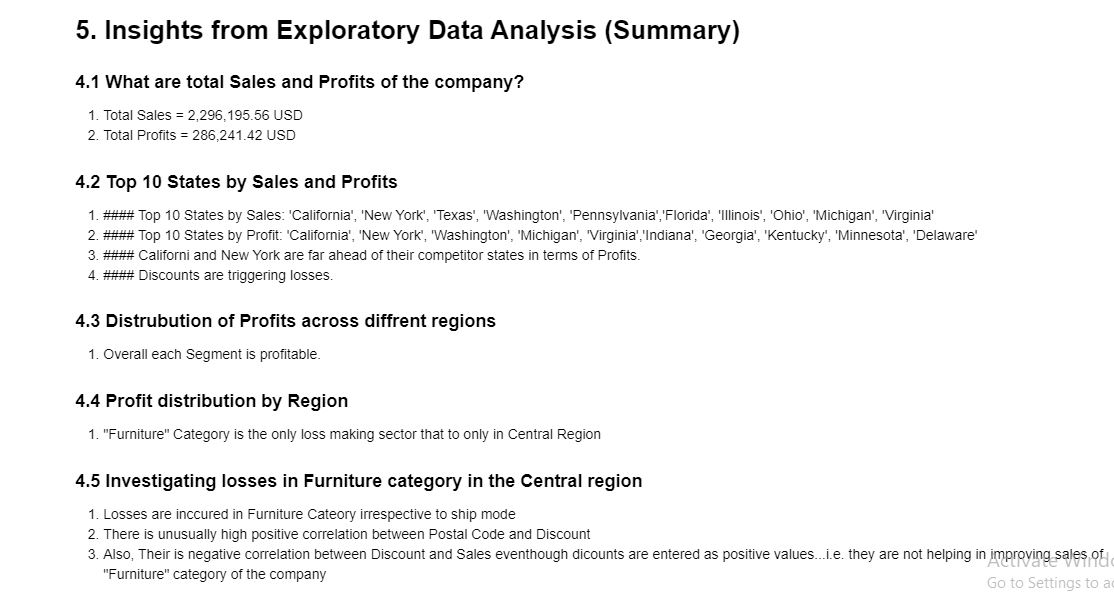 5. Insights from Exploratory Data Analysis (Summary)
4.1 What are total Sales and Profits of the company?
1. Total Sales = 2,296,195.56 USD
2. Total Profits = 286,241.42 USD
4.2 Top 10 States by Sales and Profits
1. #### Top 10 States by Sales: 'California', 'New York', 'Texas', 'Washington', 'Pennsylvania','Florida', 'Illinois', 'Ohio', 'Michigan', 'Virginia'
2. #### Top 10 States by Profit: 'California', 'New York', 'Washington', 'Michigan', 'Virginia','Indiana', 'Georgia', 'Kentucky', 'Minnesota', 'Delaware'
3. #### Californi and New York are far ahead of their competitor states in terms of Profits.
4. #### Discounts are triggering losses.
4.3 Distrubution of Profits across diffrent regions
1. Overall each Segment is profitable.
4.4 Profit distribution by Region
1. "Furniture" Category is the only loss making sector that to only in Central Region
4.5 Investigating losses in Furniture category in the Central region
1. Losses are inccured in Furniture Cateory irrespective to ship mode
2. There is unusually high positive correlation between Postal Code and Discount
3. Also, Their is negative correlation between Discount and Sales eventhough dicounts are entered as positive values...i.e. they are not helping in improving sales of
"Furniture" category of the company
Activate Windo
Go to Settings to a